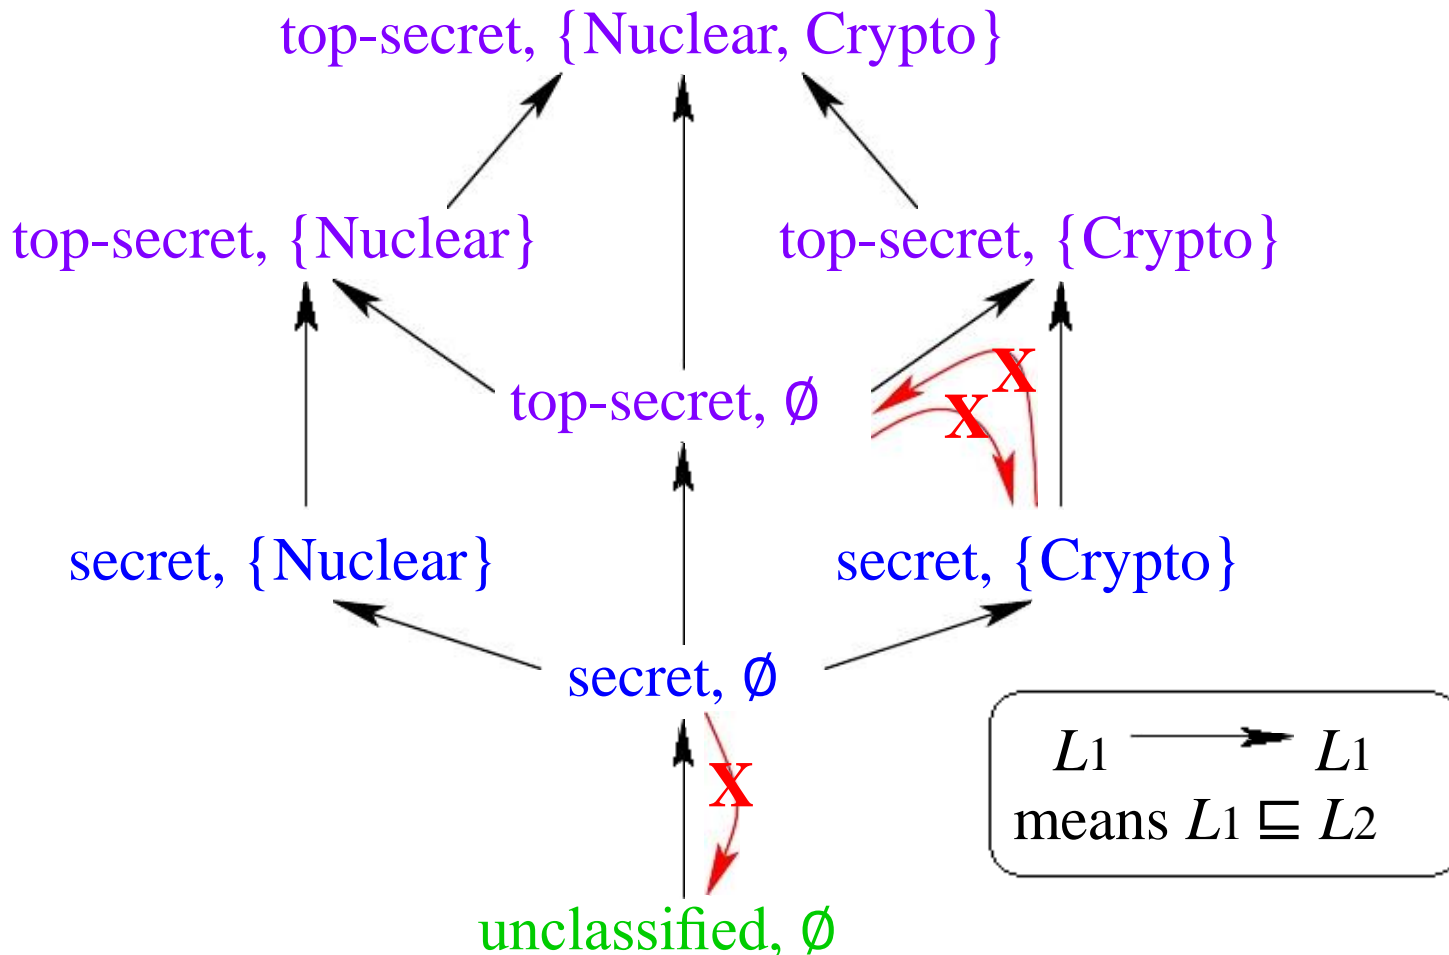 top-secret, {Nuclear, Crypto}
top-secret, {Nuclear}
top-secret, {Crypto}
X
X
top-secret, ∅
secret, {Nuclear}
secret, {Crypto}
secret, ∅
X
L1 L1
means L1 ⊑ L2
unclassified, ∅